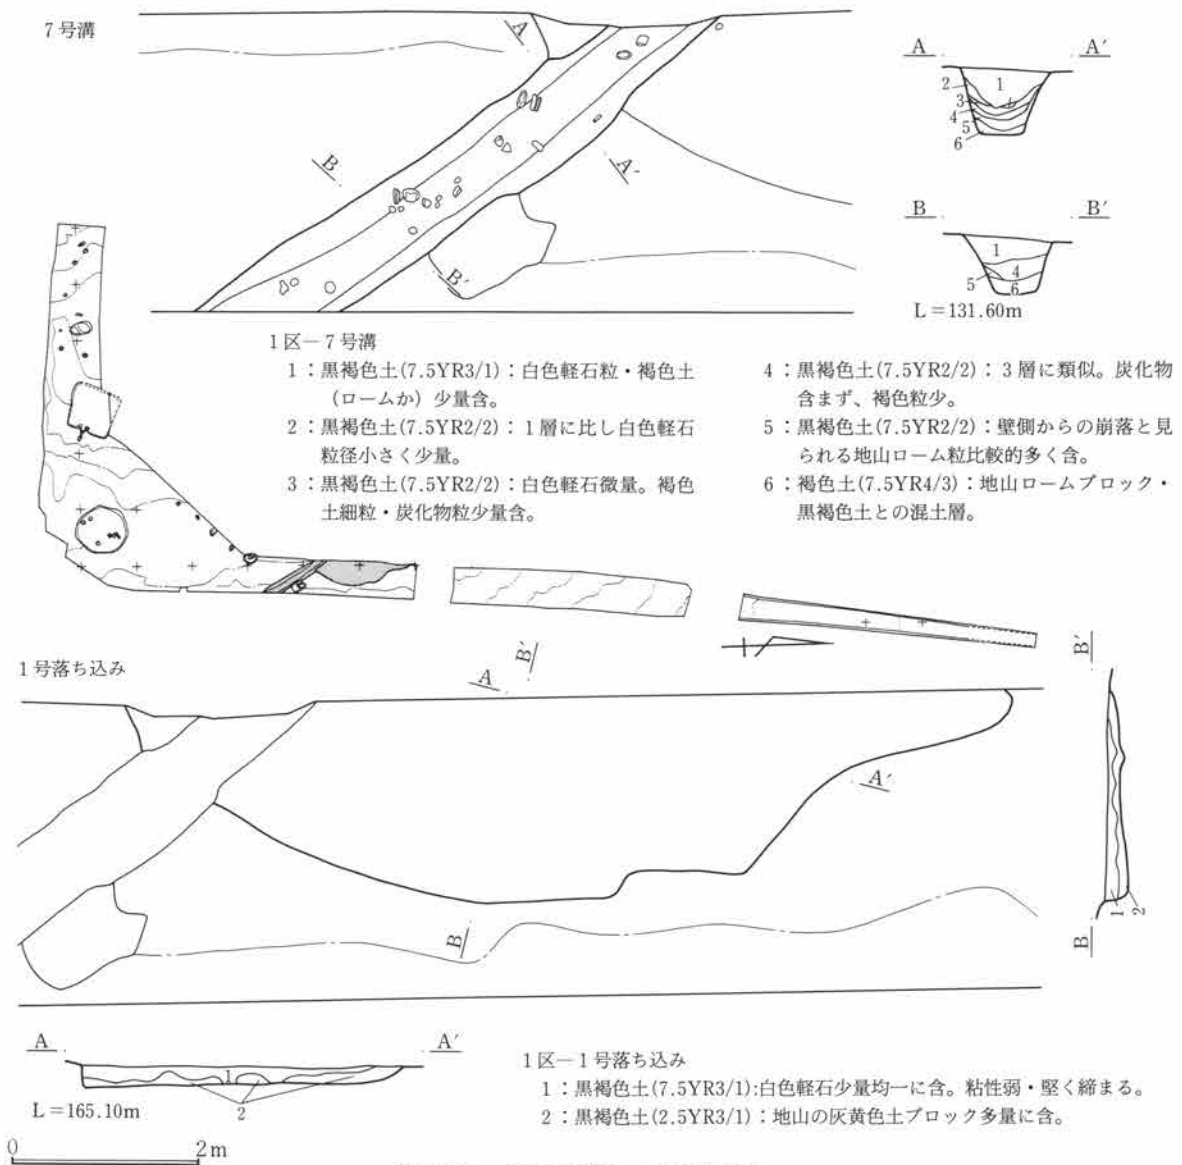 7号溝
A
A'
B
B'
A A'
2 1
3
4
5
6
B B'
1
4
5
6
L=131.60m
1区－7号溝
1：黒褐色土(7.5YR3/1)：白色軽石粒・褐色土
（ロームか）少量含。
2：黒褐色土(7.5YR2/2)：1層に比し白色軽石
粒径小さく少量。
3：黒褐色土(7.5YR2/2)：白色軽石微量。褐色
土細粒・炭化物粒少量含。
4：黒褐色土(7.5YR2/2)：3層に類似。炭化物
含まず、褐色粒少。
5：黒褐色土(7.5YR2/2)：壁側からの崩落と見
られる地山ローム粒比較的多く含。
6：褐色土(7.5YR4/3)：地山ロームブロック・
黒褐色土との混土層。
1号落ち込み
A
B'
A'
B
B'
1
2
B
A A'
1
2
L=165.10m
1区－1号落ち込み
1：黒褐色土(7.5YR3/1):白色軽石少量均一に含。粘性弱・堅く締まる。
2：黒褐色土(2.5YR3/1)：地山の灰黄色土ブロック多量に含。
0 2m